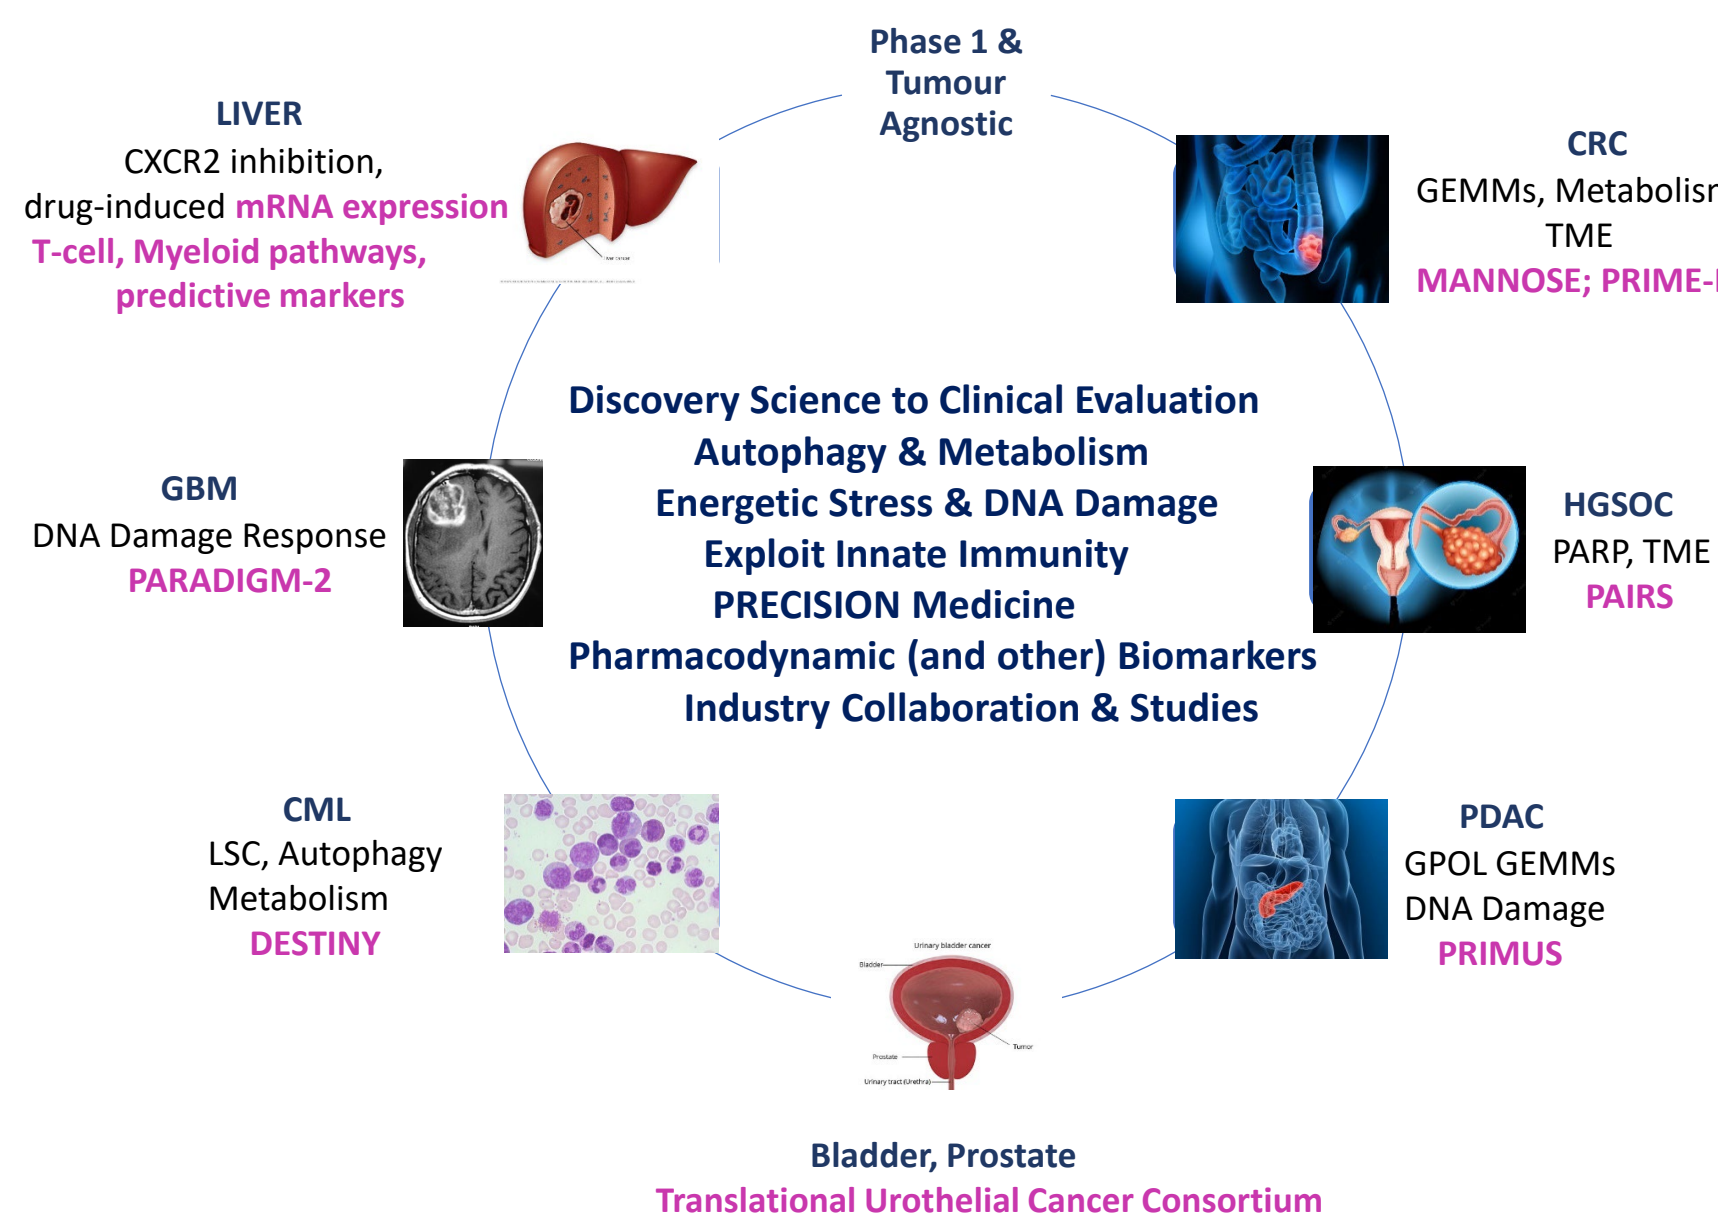 Phase 1 &
Tumour
Agnostic
LIVER
CXCR2 inhibition,
drug-induced mRNA expression
T-cell, Myeloid pathways,
predictive markers
liver cancer
CRC
GEMMs, Metabolism
TME
MANNOSE; PRIME-
Discovery Science to Clinical Evaluation
Autophagy & Metabolism
Energetic Stress & DNA Damage
Exploit Innate Immunity
PRECISION Medicine
Pharmacodynamic (and other) Biomarkers
Industry Collaboration & Studies
GBM
DNA Damage Response
PARADIGM-2
HGSOC
PARP, TME
PAIRS
CML
LSC, Autophagy
Metabolism
DESTINY
PDAC
GPOL GEMMs
DNA Damage
PRIMUS
Urinary bladder cancer
Bladder
Tumor
Prostate
Urinary tract (Urethra)
Bladder, Prostate
Translational Urothelial Cancer Consortium